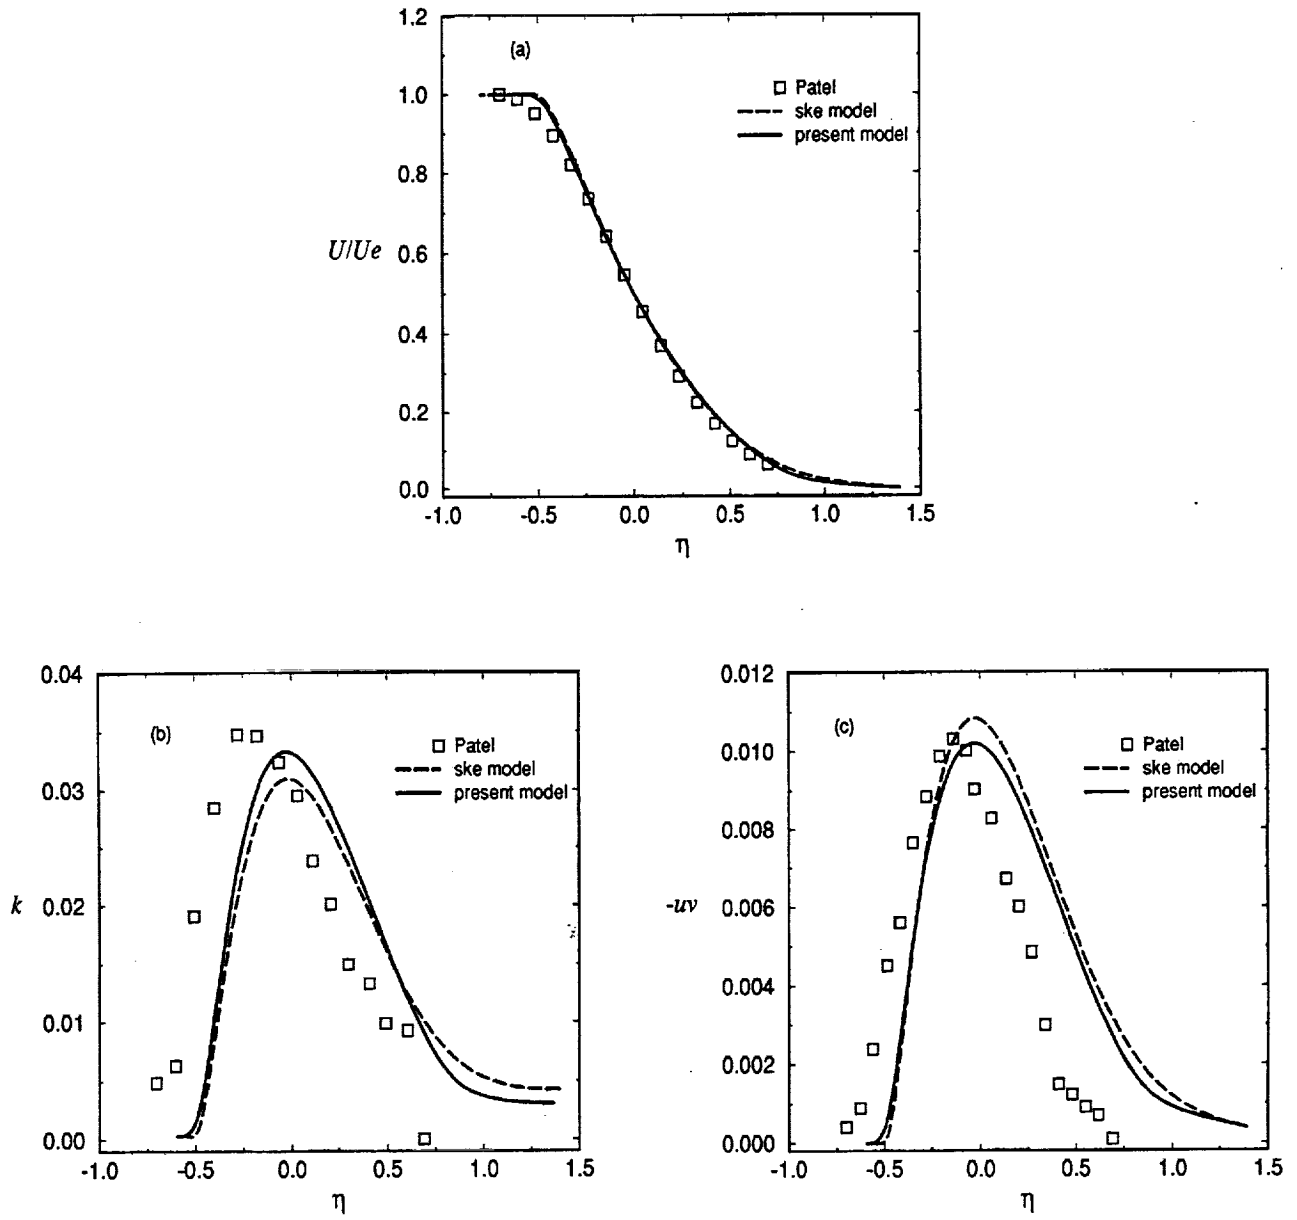 1.2
(a)
Patel
1.0
ske model
present model
0.8
U/Ue
0.6
0.4
0.2
0.0
-1.0 -0.5 0.0 0.5 1.0 1.5
η
0.04
(b)
Patel
ske model
0.03
present model
k
0.02
0.01
0.00
-1.0 -0.5 0.0 0.5 1.0 1.5
η
0.012
(c)
Patel
0.010
ske model
present model
0.008
-uv
0.006
0.004
0.002
0.000
-1.0 -0.5 0.0 0.5 1.0 1.5
η